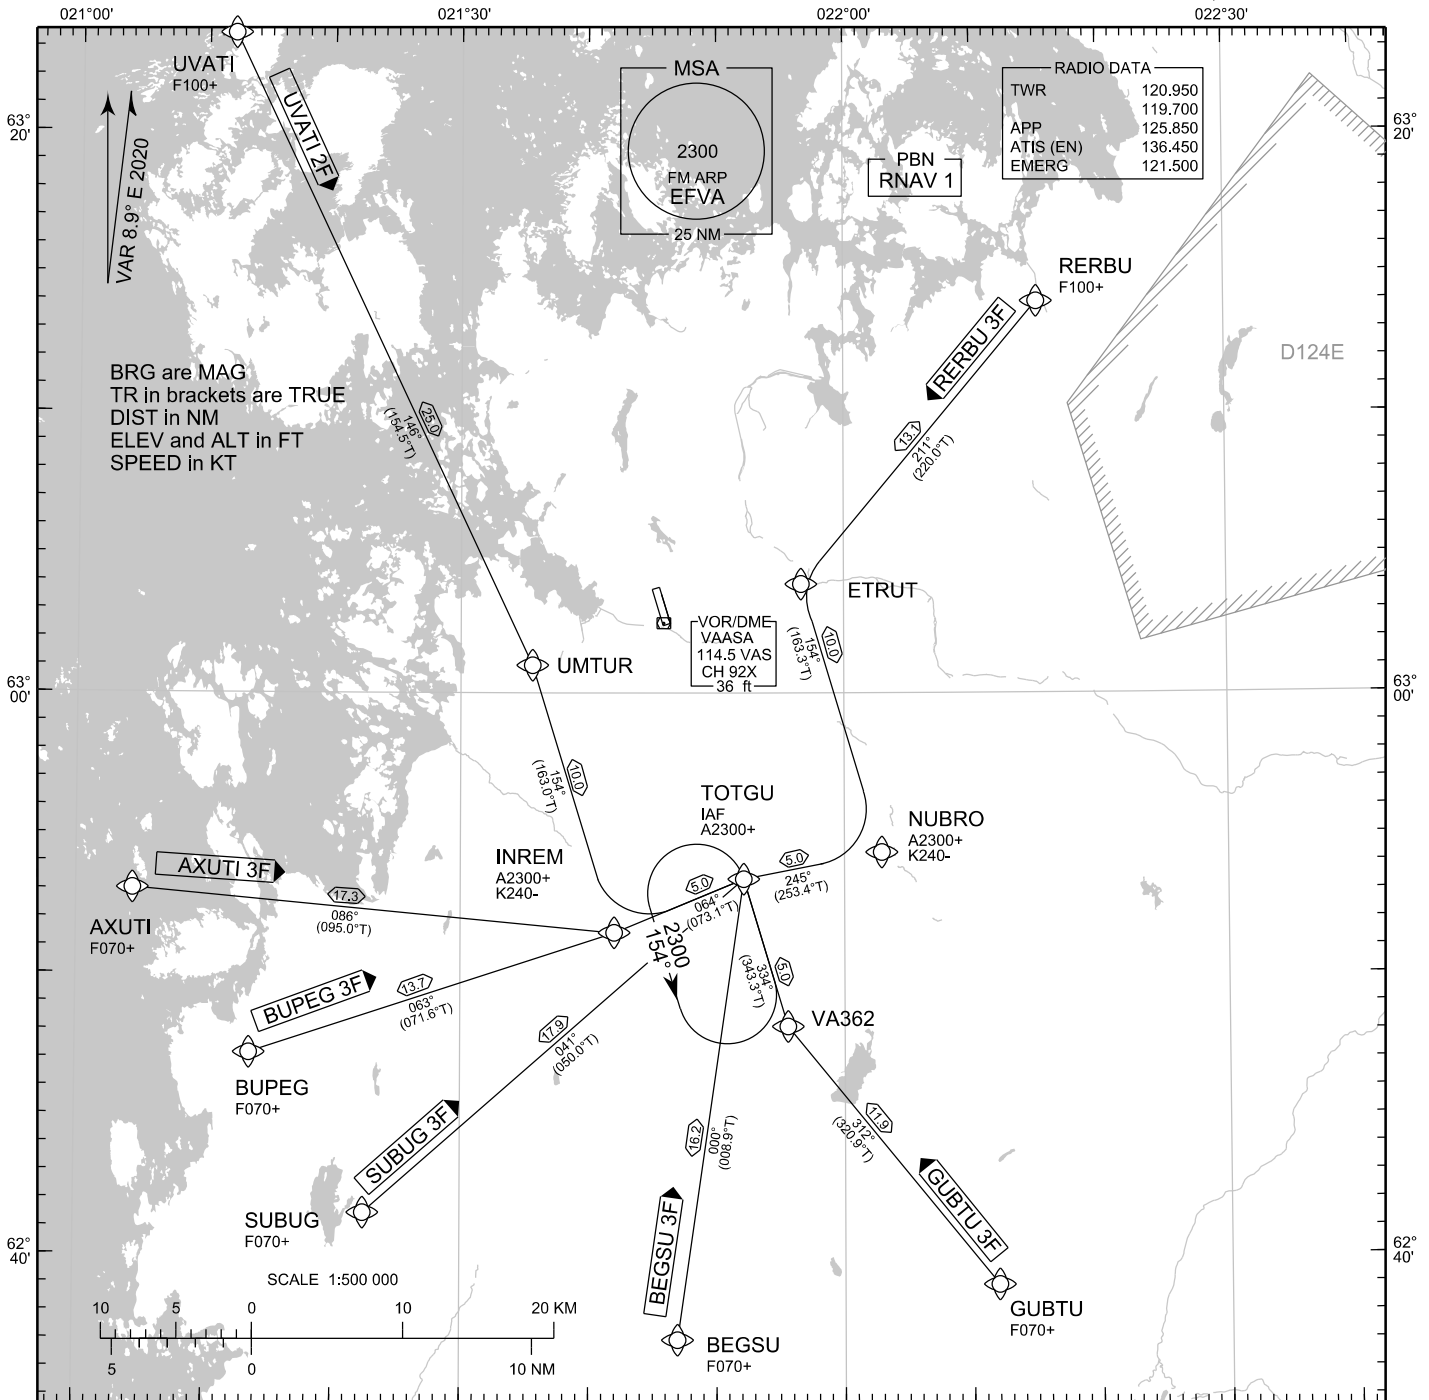 021°00'
021°30'
022°00'
022°30'
63°
20'
63°
20'
UVATI
F100+
UVATI 2F
VAR 8.9° E 2020
MSA
2300
FM ARP
EFVA
25 NM
PBN
RNAV 1
RADIO DATA
TWR 120.950
119.700
APP 125.850
ATIS (EN) 136.450
EMERG 121.500
RERBU
F100+
RERBU 3F
D124E
BRG are MAG
TR in brackets are TRUE
DIST in NM
ELEV and ALT in FT
SPEED in KT
25.0
146°
(154.5°T)
13.1
211°
(220.0°T)
ETRUT
VOR/DME
VAASA
114.5 VAS
CH 92X
36 ft
UMTUR
10.0
154°
(163.3°T)
63°
00'
63°
00'
10.0
154°
(163.0°T)
TOTGU
IAF
A2300+
NUBRO
A2300+
K240-
INREM
A2300+
K240-
5.0
245°
(253.4°T)
5.0
064°
(073.1°T)
AXUTI 3F
17.3
086°
(095.0°T)
AXUTI
F070+
2300
154°
5.0
334°
(343.3°T)
VA362
BUPEG 3F
13.7
063°
(071.6°T)
BUPEG
F070+
17.9
041°
(050.0°T)
SUBUG 3F
16.2
000°
(008.9°T)
11.9
312°
(320.9°T)
SUBUG
F070+
BEGSU 3F
GUBTU 3F
62°
40'
62°
40'
SCALE 1:500 000
10 5 0 10 20 KM
5 0 10 NM
GUBTU
F070+
BEGSU
F070+